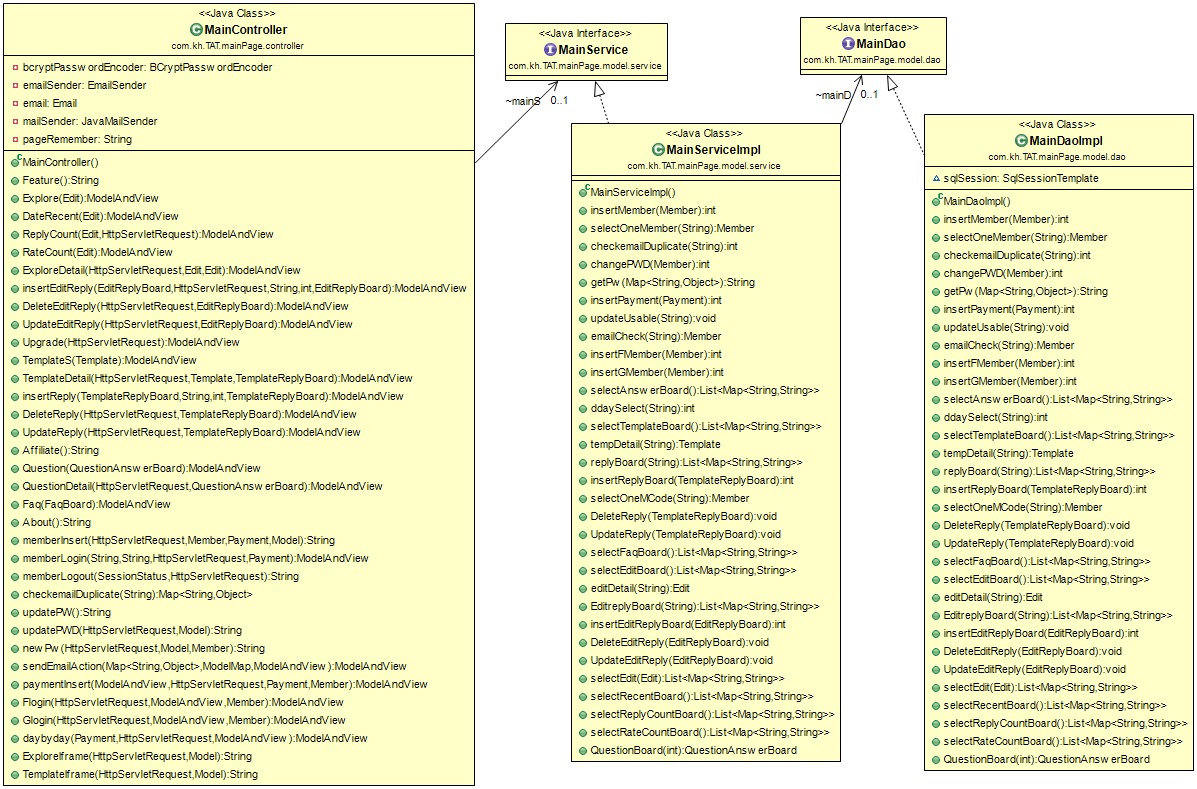 <<Java Class>>
MainController
com.kh.TAT.mainPage.controller
bcryptPasswordEncoder: BCryptPasswordEncoder
emailSender: EmailSender
email: Email
mailSender: JavaMailSender
pageRemember: String
MainController()
Feature():String
Explore(Edit):ModelAndView
DateRecent(Edit):ModelAndView
ReplyCount(Edit,HttpServletRequest):ModelAndView
RateCount(Edit):ModelAndView
ExploreDetail(HttpServletRequest,Edit,Edit):ModelAndView
insertEditReply(EditReplyBoard,HttpServletRequest,String,int,EditReplyBoard):ModelAndView
DeleteEditReply(HttpServletRequest,EditReplyBoard):ModelAndView
UpdateEditReply(HttpServletRequest,EditReplyBoard):ModelAndView
Upgrade(HttpServletRequest):ModelAndView
TemplateS(Template):ModelAndView
TemplateDetail(HttpServletRequest,Template,TemplateReplyBoard):ModelAndView
insertReply(TemplateReplyBoard,String,int,TemplateReplyBoard):ModelAndView
DeleteReply(HttpServletRequest,TemplateReplyBoard):ModelAndView
UpdateReply(HttpServletRequest,TemplateReplyBoard):ModelAndView
Affiliate():String
Question(QuestionAnswerBoard):ModelAndView
QuestionDetail(HttpServletRequest,QuestionAnswerBoard):ModelAndView
Faq(FaqBoard):ModelAndView
About():String
memberInsert(HttpServletRequest,Member,Payment,Model):String
memberLogin(String,String,HttpServletRequest,Payment):ModelAndView
memberLogout(SessionStatus,HttpServletRequest):String
checkemailDuplicate(String):Map<String,Object>
updatePW():String
updatePWD(HttpServletRequest,Model):String
newPw(HttpServletRequest,Model,Member):String
sendEmailAction(Map<String,Object>,ModelMap,ModelAndView):ModelAndView
paymentInsert(ModelAndView,HttpServletRequest,Payment,Member):ModelAndView
Flogin(HttpServletRequest,ModelAndView,Member):ModelAndView
Glogin(HttpServletRequest,ModelAndView,Member):ModelAndView
daybyday(Payment,HttpServletRequest,ModelAndView):ModelAndView
ExploreIframe(HttpServletRequest,Model):String
TemplateIframe(HttpServletRequest,Model):String
<<Java Interface>>
MainService
com.kh.TAT.mainPage.model.service
~mainS 0..1
<<Java Class>>
MainServiceImpl
com.kh.TAT.mainPage.model.service
MainServiceImpl()
insertMember(Member):int
selectOneMember(String):Member
checkemailDuplicate(String):int
changePWD(Member):int
getPw(Map<String,Object>):String
insertPayment(Payment):int
updateUsable(String):void
emailCheck(String):Member
insertFMember(Member):int
insertGMember(Member):int
selectAnswerBoard():List<Map<String,String>>
ddaySelect(String):int
selectTemplateBoard():List<Map<String,String>>
tempDetail(String):Template
replyBoard(String):List<Map<String,String>>
insertReplyBoard(TemplateReplyBoard):int
selectOneMCode(String):Member
DeleteReply(TemplateReplyBoard):void
UpdateReply(TemplateReplyBoard):void
selectFaqBoard():List<Map<String,String>>
selectEditBoard():List<Map<String,String>>
editDetail(String):Edit
EditreplyBoard(String):List<Map<String,String>>
insertEditReplyBoard(EditReplyBoard):int
DeleteEditReply(EditReplyBoard):void
UpdateEditReply(EditReplyBoard):void
selectEdit(Edit):List<Map<String,String>>
selectRecentBoard():List<Map<String,String>>
selectReplyCountBoard():List<Map<String,String>>
selectRateCountBoard():List<Map<String,String>>
QuestionBoard(int):QuestionAnswerBoard
<<Java Interface>>
MainDao
com.kh.TAT.mainPage.model.dao
~mainD 0..1
<<Java Class>>
MainDaoImpl
com.kh.TAT.mainPage.model.dao
sqlSession: SqlSessionTemplate
MainDaoImpl()
insertMember(Member):int
selectOneMember(String):Member
checkemailDuplicate(String):int
changePWD(Member):int
getPw(Map<String,Object>):String
insertPayment(Payment):int
updateUsable(String):void
emailCheck(String):Member
insertFMember(Member):int
insertGMember(Member):int
selectAnswerBoard():List<Map<String,String>>
ddaySelect(String):int
selectTemplateBoard():List<Map<String,String>>
tempDetail(String):Template
replyBoard(String):List<Map<String,String>>
insertReplyBoard(TemplateReplyBoard):int
selectOneMCode(String):Member
DeleteReply(TemplateReplyBoard):void
UpdateReply(TemplateReplyBoard):void
selectFaqBoard():List<Map<String,String>>
selectEditBoard():List<Map<String,String>>
editDetail(String):Edit
EditreplyBoard(String):List<Map<String,String>>
insertEditReplyBoard(EditReplyBoard):int
DeleteEditReply(EditReplyBoard):void
UpdateEditReply(EditReplyBoard):void
selectEdit(Edit):List<Map<String,String>>
selectRecentBoard():List<Map<String,String>>
selectReplyCountBoard():List<Map<String,String>>
selectRateCountBoard():List<Map<String,String>>
QuestionBoard(int):QuestionAnswerBoard